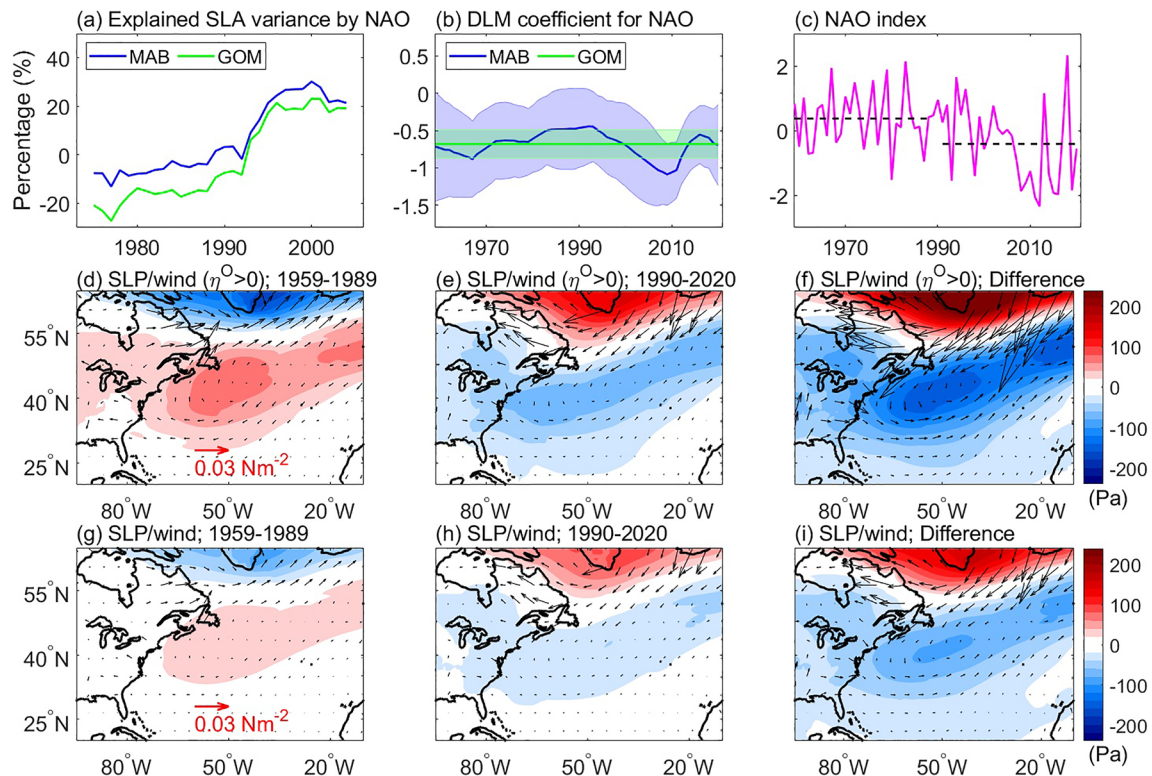 (a) Explained SLA variance by NAO
(b) DLM coefficient for NAO
(c) NAO index
Percentage (%)
40
20
0
-20
MAB
GOM
1980
1990
2000
0.5
0
-0.5
-1
-1.5
MAB
GOM
1970
1990
2010
2
0
-2
1970
1990
2010
(d) SLP/wind (η^O>0); 1959-1989
(e) SLP/wind (η^O>0); 1990-2020
(f) SLP/wind (η^O>0); Difference
55°N
40°N
25°N
0.03 Nm-2
80°W
50°W
20°W
80°W
50°W
20°W
80°W
50°W
20°W
200
100
0
-100
-200
(Pa)
(g) SLP/wind; 1959-1989
(h) SLP/wind; 1990-2020
(i) SLP/wind; Difference
55°N
40°N
25°N
0.03 Nm-2
80°W
50°W
20°W
80°W
50°W
20°W
80°W
50°W
20°W
200
100
0
-100
-200
(Pa)